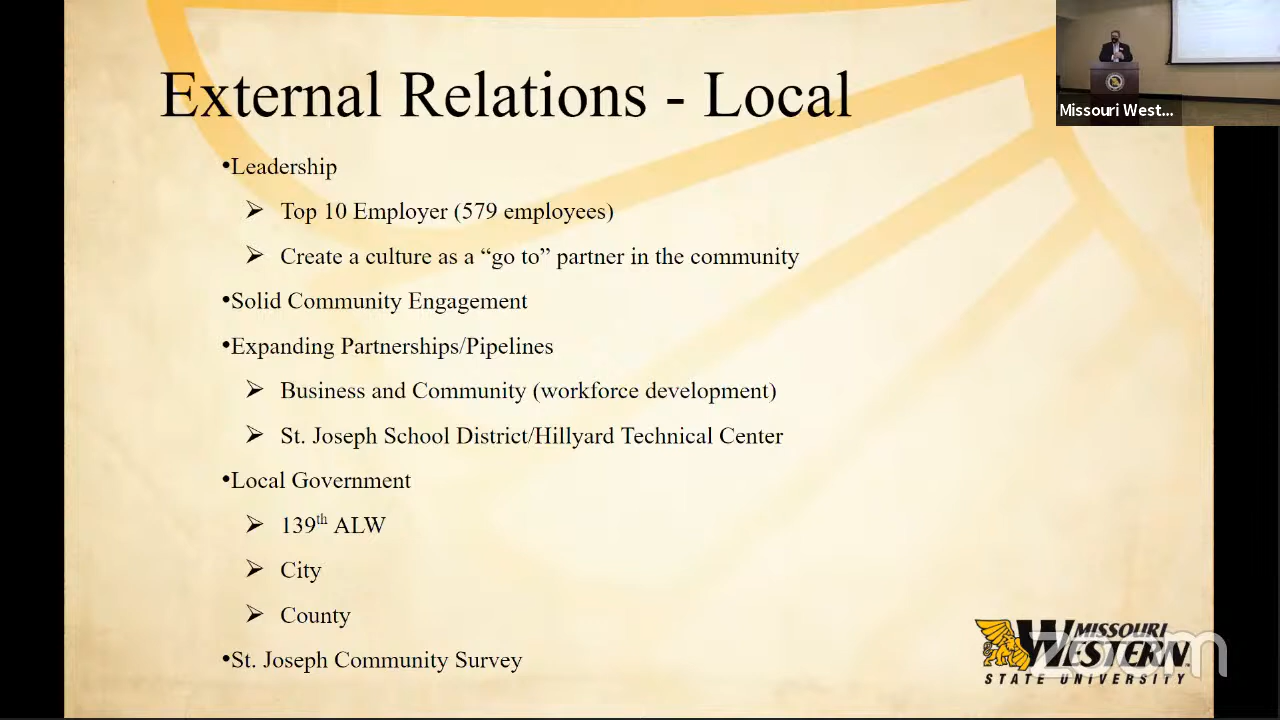 External Relations - Local
Missouri West...
•Leadership
➢ Top 10 Employer (579 employees)
➢ Create a culture as a “go to” partner in the community
•Solid Community Engagement
•Expanding Partnerships/Pipelines
➢ Business and Community (workforce development)
➢ St. Joseph School District/Hillyard Technical Center
•Local Government
➢ 139th ALW
➢ City
➢ County
•St. Joseph Community Survey
MISSOURI
WESTERN
STATE UNIVERSITY
zoom